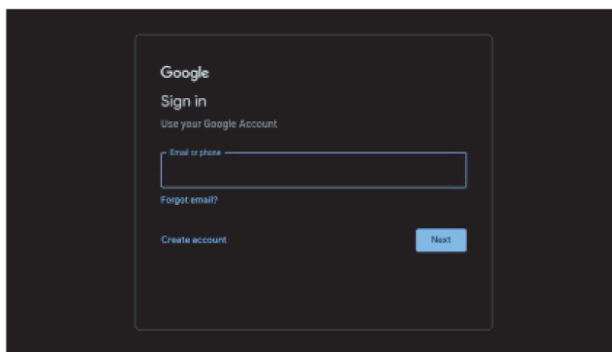 Google
Sign in
Use your Google Account
Email or phone
Forgot email?
Create account
Next